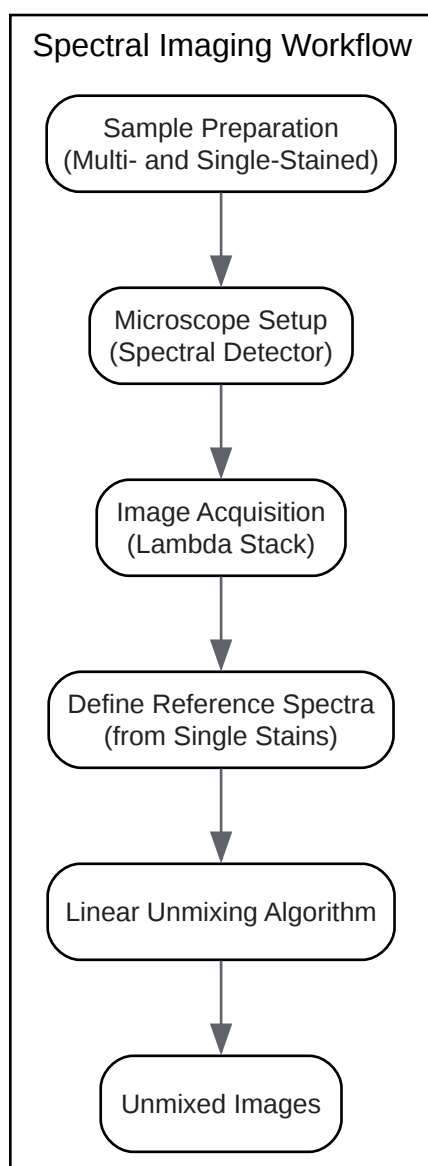 Spectral Imaging Workflow
Sample Preparation
(Multi- and Single-Stained)
Microscope Setup
(Spectral Detector)
Image Acquisition
(Lambda Stack)
Define Reference Spectra
(from Single Stains)
Linear Unmixing Algorithm
Unmixed Images